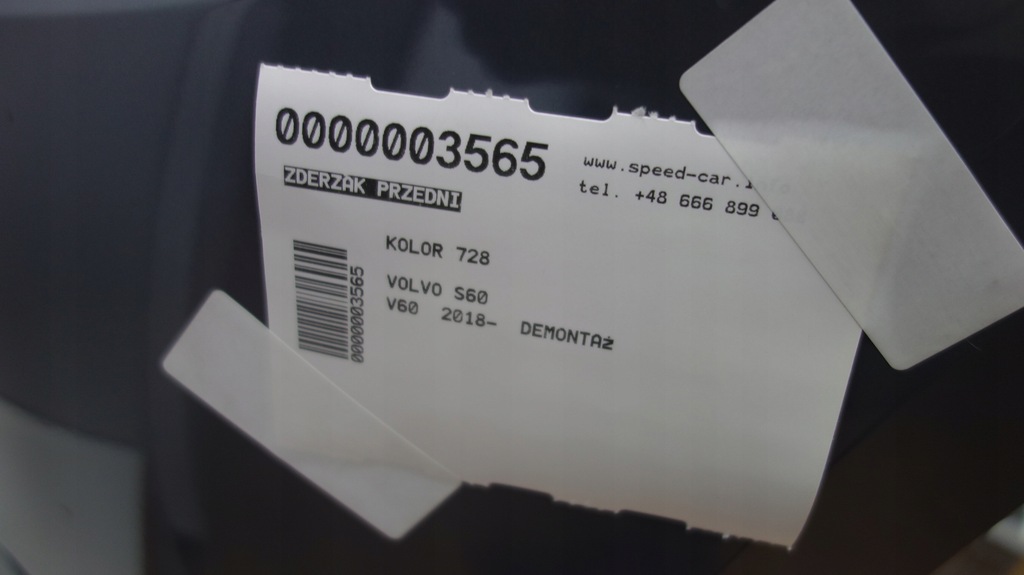 0000003565
ZDERZAK PRZEDNI
www.speed-car.
tel. +48 666 899
KOLOR 728
VOLVO S60
V60 2018- DEMONTAż
0000003565